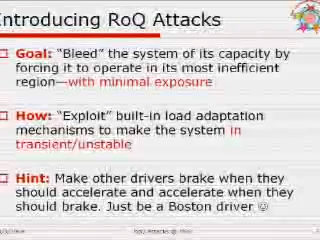 Introducing RoQ Attacks
Goal: “Bleed” the system of its capacity by
forcing it to operate in its most inefficient
region—with minimal exposure
How: “Exploit” built-in load adaptation
mechanisms to make the system in
transient/unstable
Hint: Make other drivers brake when they
should accelerate and accelerate when they
should brake. Just be a Boston driver ☺
RoQ Attacks @